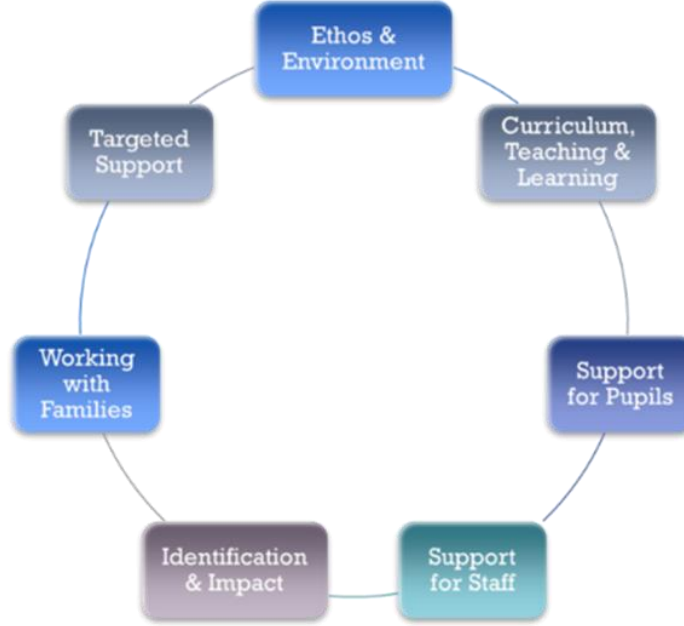 Ethos &
Environment
Curriculum,
Teaching &
Learning
Support
for Pupils
Support
for Staff
Identification
& Impact
Working
with
Families
Targeted
Support